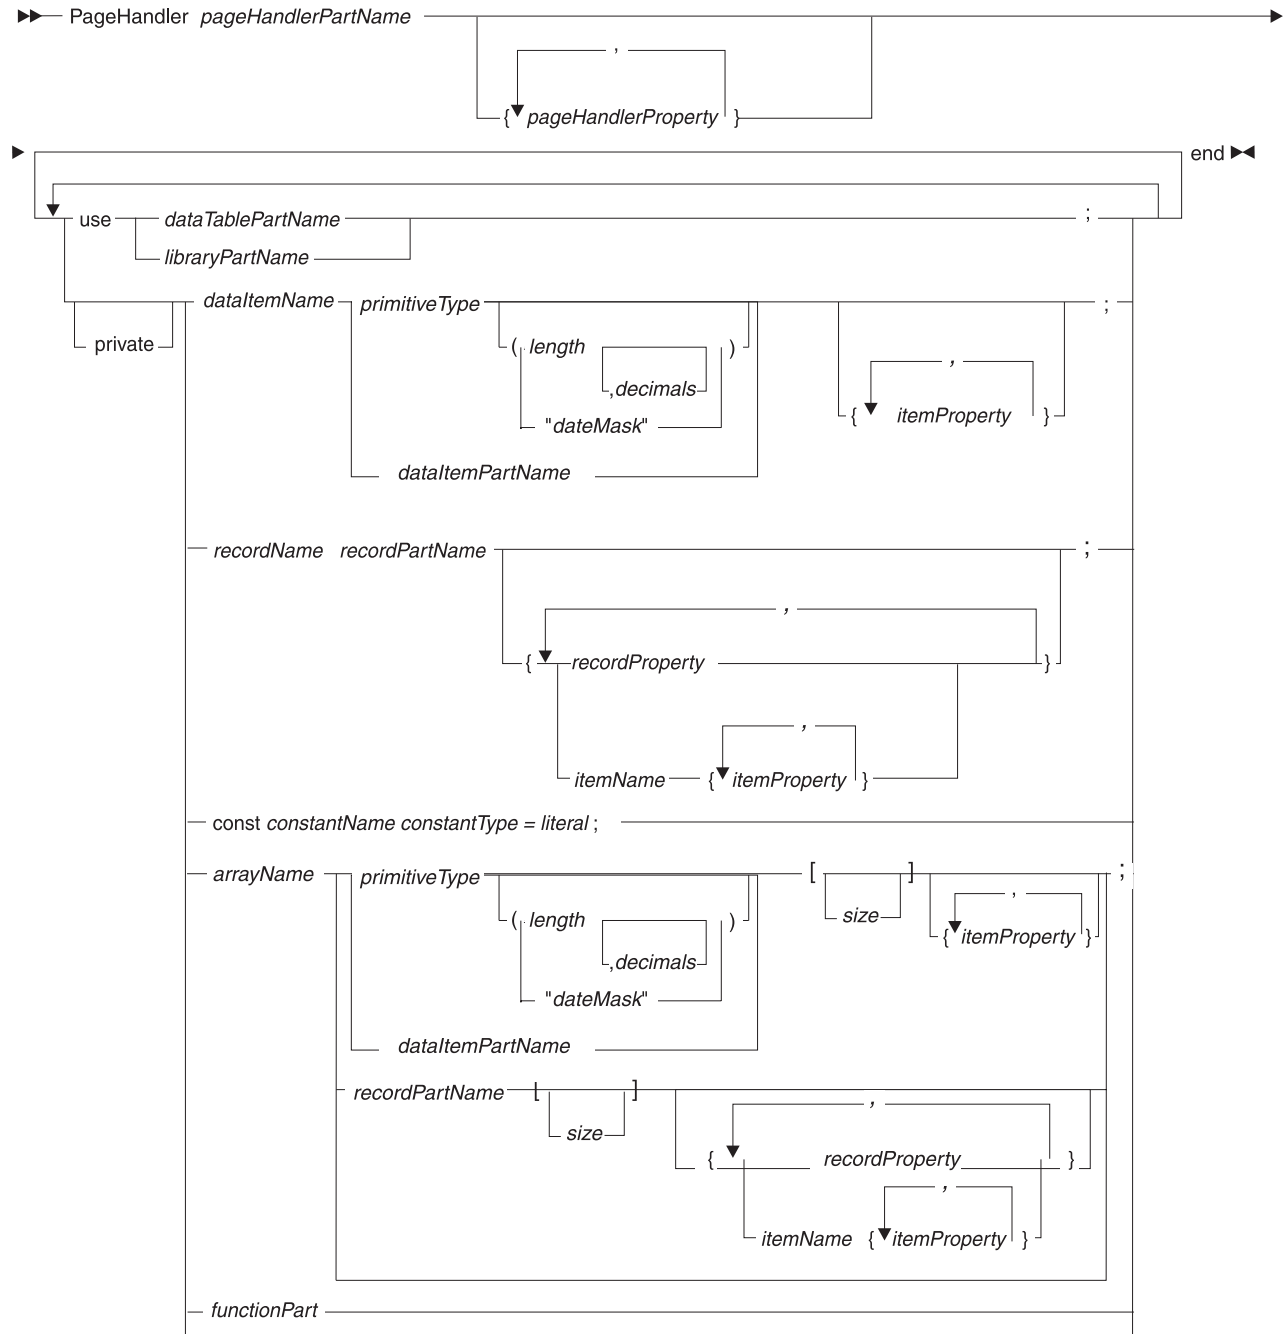 PageHandler pageHandlerPartName
,
{ pageHandlerProperty }
end
use dataTablePartName ;
libraryPartName
dataItemName primitiveType ;
private
( length )
,
,decimals
"dateMask"
{ itemProperty }
dataItemPartName
recordName recordPartName ;
,
{ recordProperty }
,
itemName { itemProperty }
const constantName constantType = literal ;
arrayName primitiveType [ ] ;
,
( length )
size
{ itemProperty }
,decimals
"dateMask"
dataItemPartName
recordPartName [ ]
,
size
{ recordProperty }
,
itemName { itemProperty }
functionPart